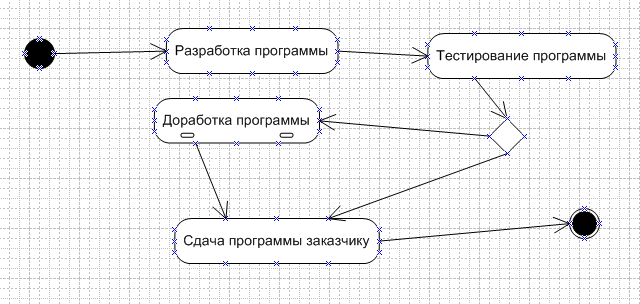 Разработка программы
Тестирование программы
Доработка программы
Сдача программы заказчику